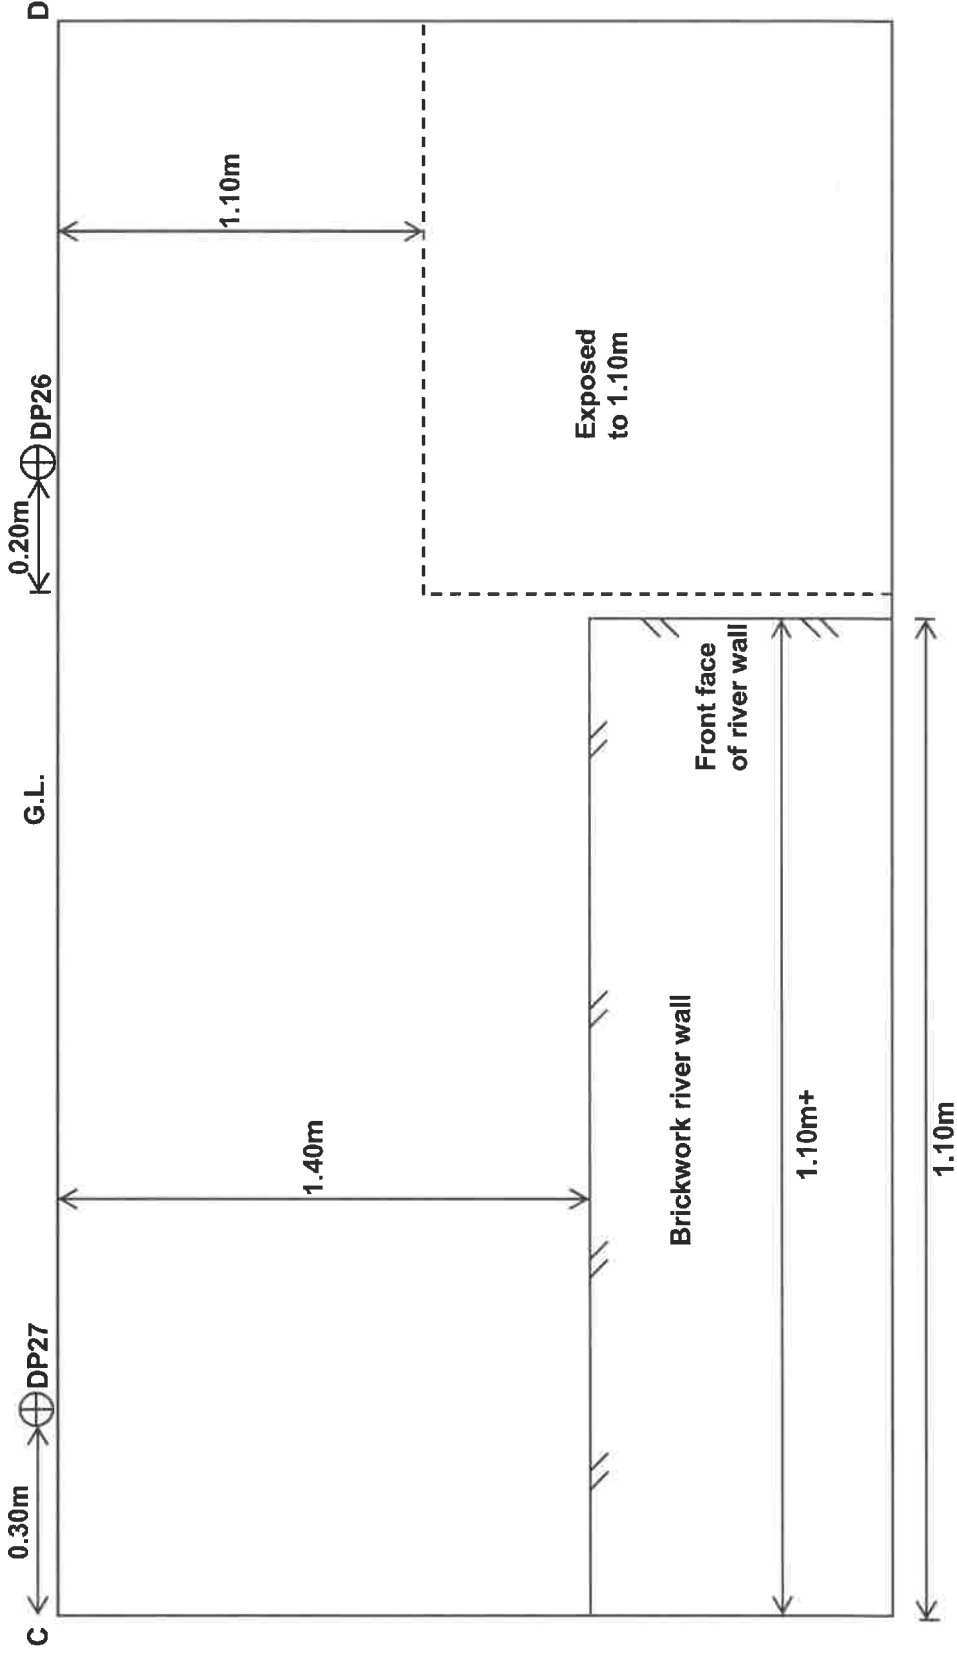 C
0.30m
DP27
G.L.
0.20m
DP26
D
1.40m
1.10m
Exposed
to 1.10m
Brickwork river wall
Front face
of river wall
1.10m+
1.10m